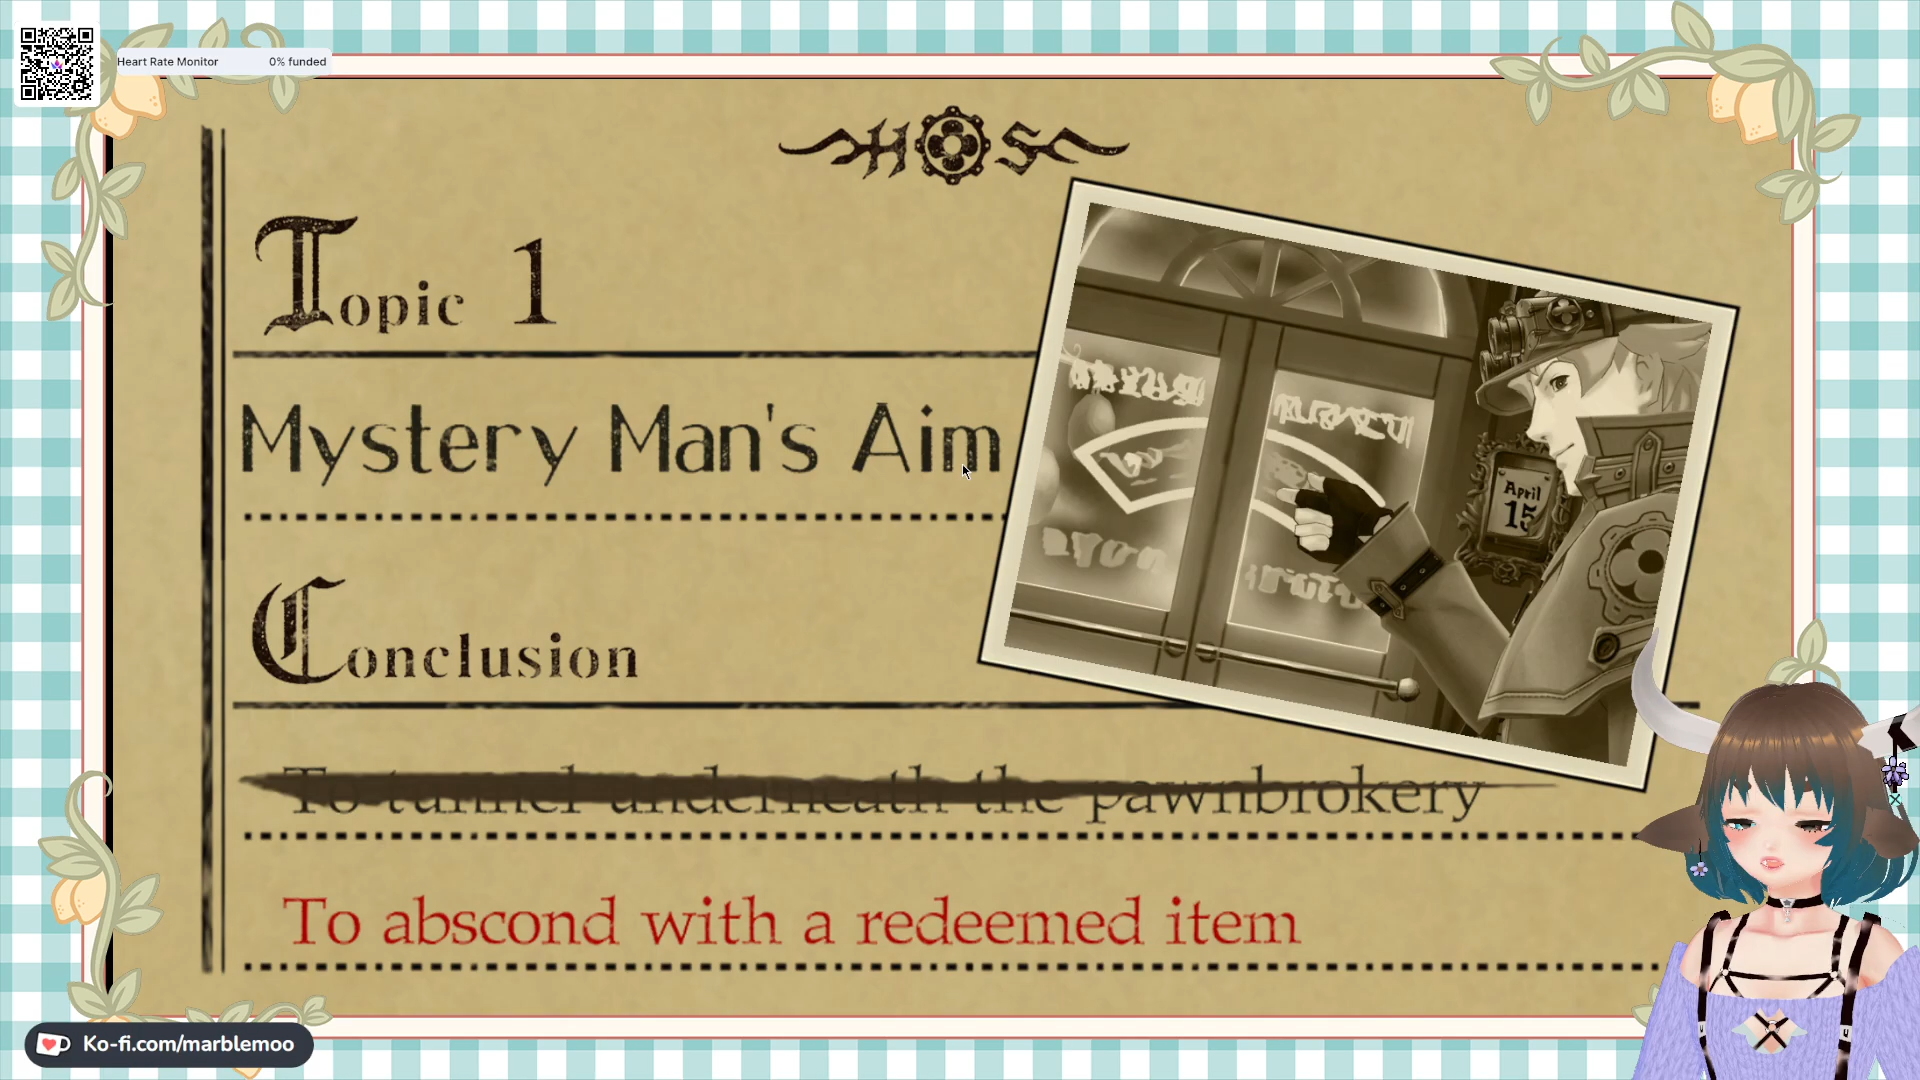 Heart Rate Monitor 0% funded
HOS
Topic 1
Mystery Man's Aim
April
15
Conclusion
To tunnel underneath the pawnbrokery
To abscond with a redeemed item
Ko-fi.com/marblemoo